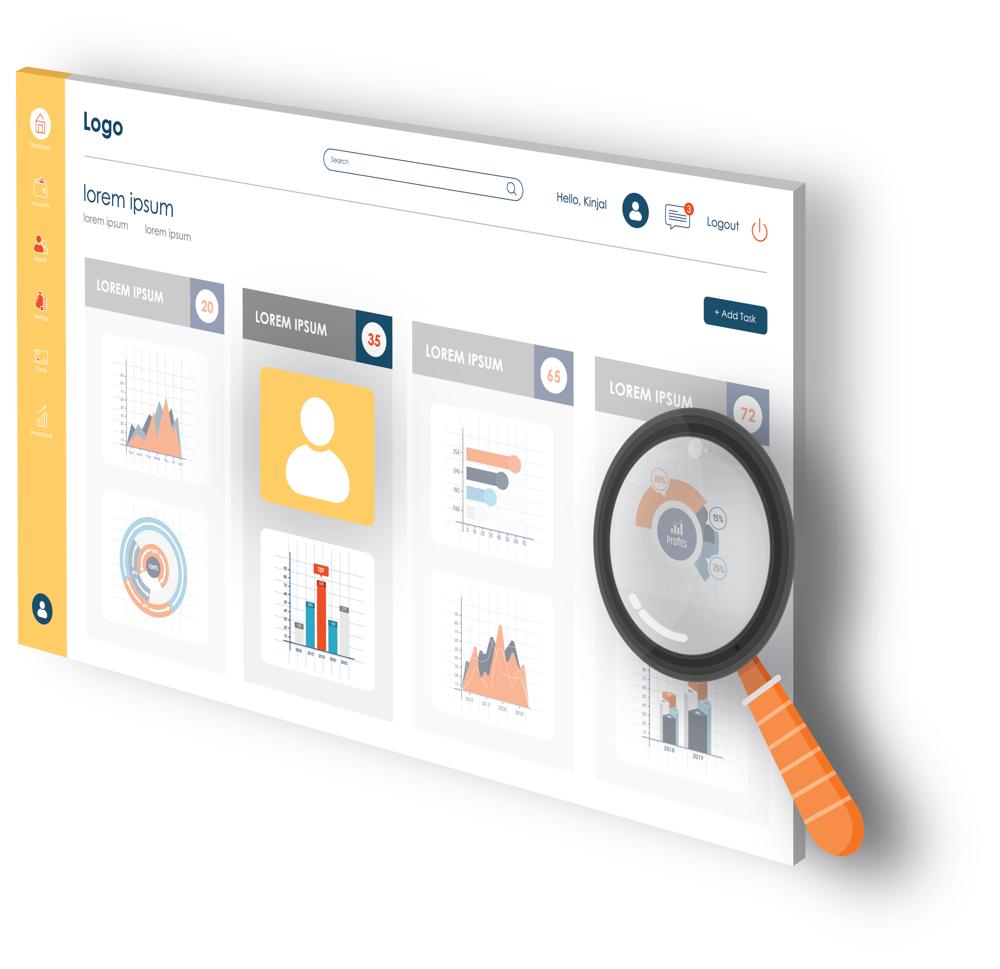 Logo
Search
Hello, Kinjal
3
Logout
Dashboard
Accounts
Admin
Savings
Cards
Investments
lorem ipsum
lorem ipsum
lorem ipsum
+ Add Task
LOREM IPSUM
20
90
80
70
60
50
40
30
20
10
Sun Mon Tue Wed Thu Fri Sat
80%
100%
40%
20%
LOREM IPSUM
35
TOP
90
80
70
60
50
40
30
20
10
100
200
500
150
270
2005 2010 2015 2020 2025
LOREM IPSUM
65
USA
JPN
IND
PAK
0 10 20 30 40 50 60 70
90
80
70
60
50
40
30
20
10
2010 2015 2020 2025
LOREM IPSUM
72
60%
15%
Profits
25%
80
70
60
50
40
30
20
10
2018 2019